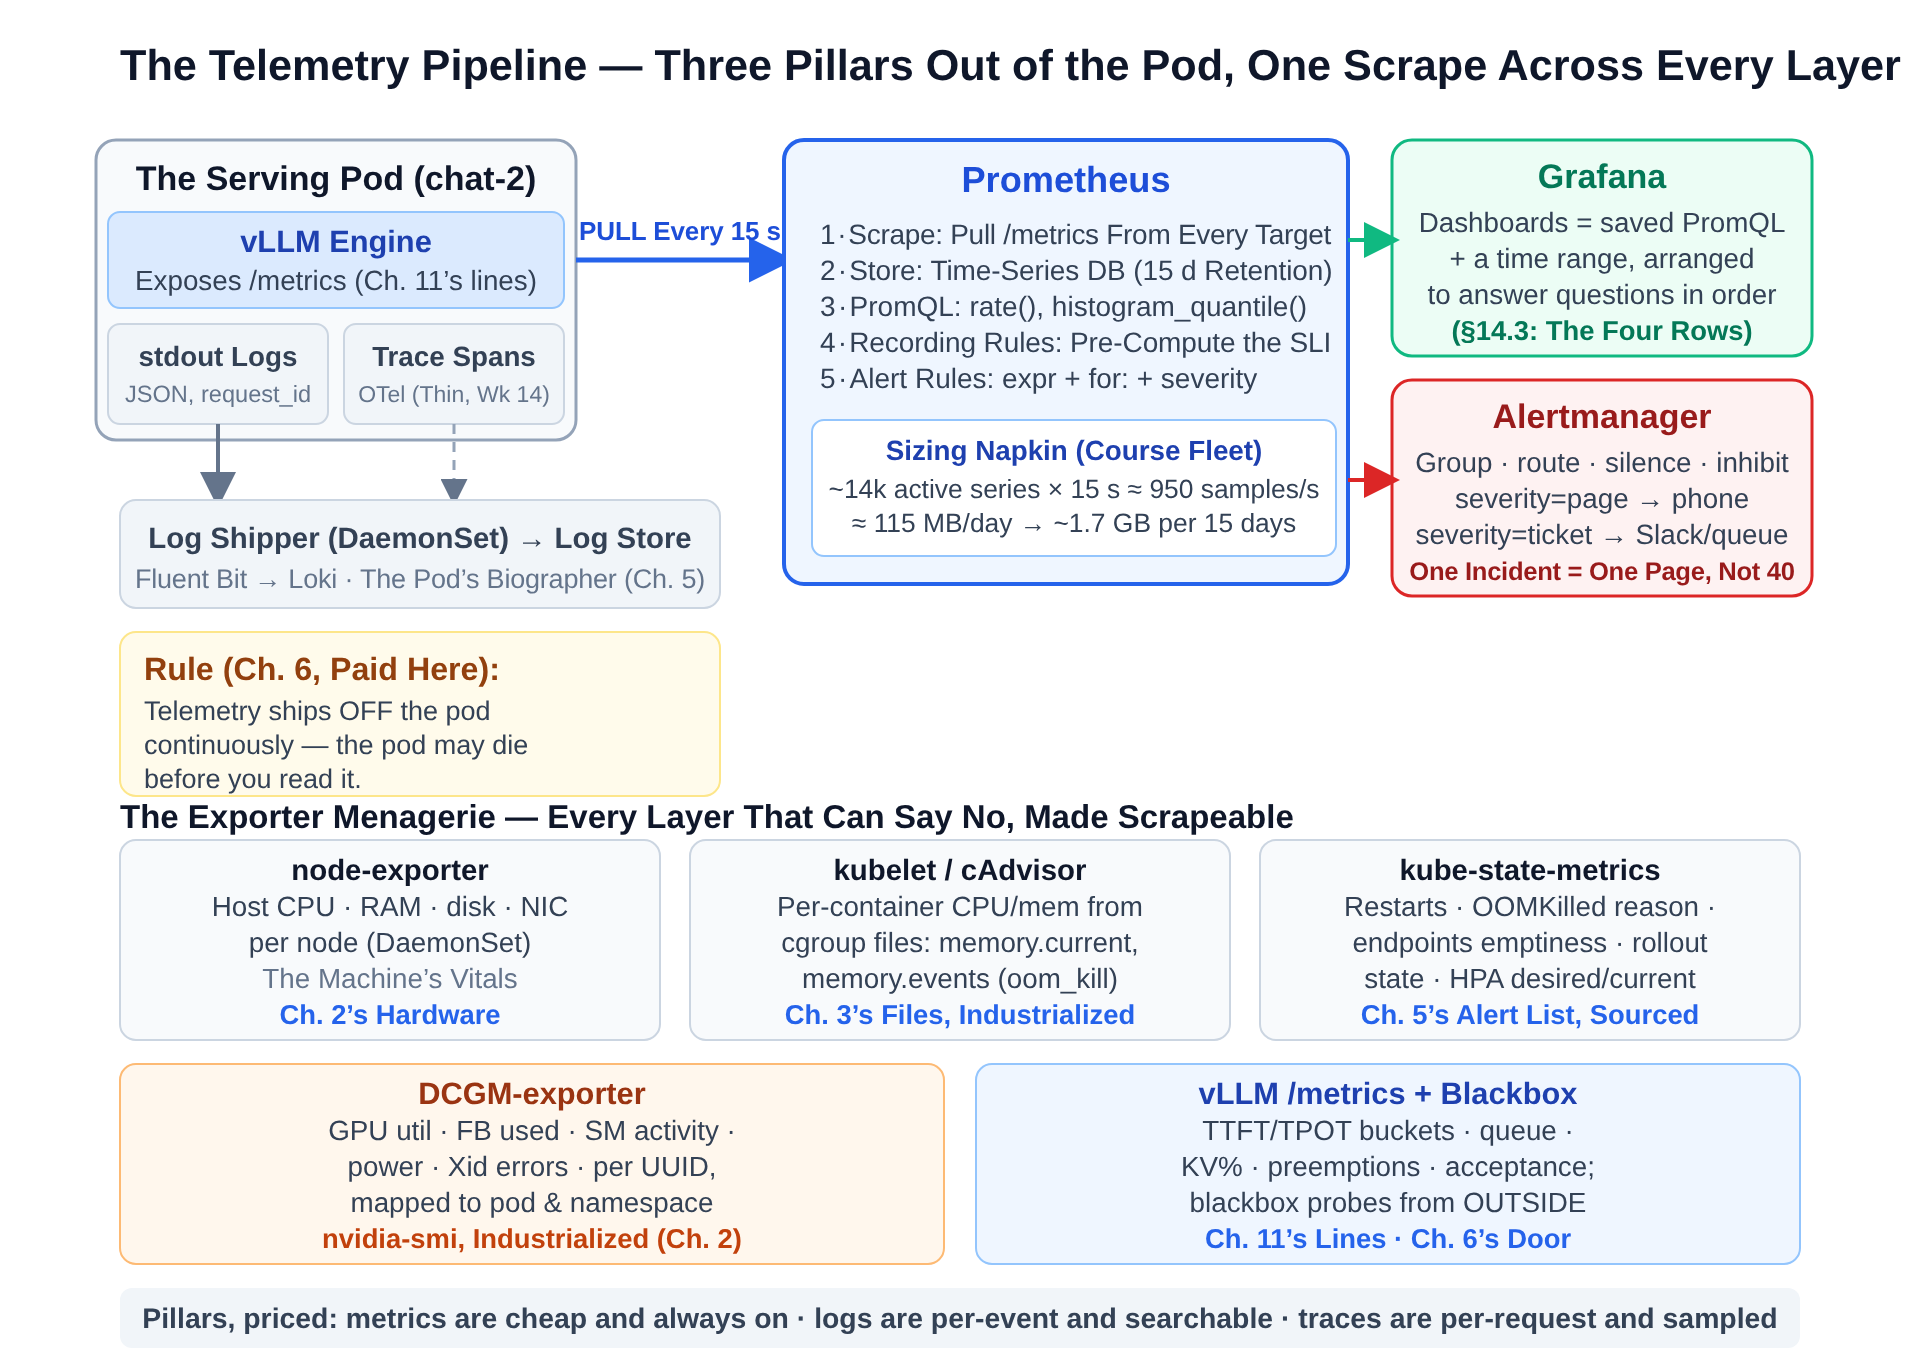 The Telemetry Pipeline — Three Pillars Out of the Pod, One Scrape Across Every Layer
The Serving Pod (chat-2)
vLLM Engine
Exposes /metrics (Ch. 11’s lines)
stdout Logs
JSON, request_id
Trace Spans
OTel (Thin, Wk 14)
PULL Every 15 s
Log Shipper (DaemonSet) → Log Store
Fluent Bit → Loki · The Pod’s Biographer (Ch. 5)
Rule (Ch. 6, Paid Here):
Telemetry ships OFF the pod
continuously — the pod may die
before you read it.
Prometheus
1·Scrape: Pull /metrics From Every Target
2·Store: Time-Series DB (15 d Retention)
3·PromQL: rate(), histogram_quantile()
4·Recording Rules: Pre-Compute the SLI
5·Alert Rules: expr + for: + severity
Sizing Napkin (Course Fleet)
~14k active series × 15 s ≈ 950 samples/s
≈ 115 MB/day → ~1.7 GB per 15 days
Grafana
Dashboards = saved PromQL
+ a time range, arranged
to answer questions in order
(§14.3: The Four Rows)
Alertmanager
Group · route · silence · inhibit
severity=page → phone
severity=ticket → Slack/queue
One Incident = One Page, Not 40
The Exporter Menagerie — Every Layer That Can Say No, Made Scrapeable
node-exporter
Host CPU · RAM · disk · NIC
per node (DaemonSet)
The Machine’s Vitals
Ch. 2’s Hardware
kubelet / cAdvisor
Per-container CPU/mem from
cgroup files: memory.current,
memory.events (oom_kill)
Ch. 3’s Files, Industrialized
kube-state-metrics
Restarts · OOMKilled reason ·
endpoints emptiness · rollout
state · HPA desired/current
Ch. 5’s Alert List, Sourced
DCGM-exporter
GPU util · FB used · SM activity ·
power · Xid errors · per UUID,
mapped to pod & namespace
nvidia-smi, Industrialized (Ch. 2)
vLLM /metrics + Blackbox
TTFT/TPOT buckets · queue ·
KV% · preemptions · acceptance;
blackbox probes from OUTSIDE
Ch. 11’s Lines · Ch. 6’s Door
Pillars, priced: metrics are cheap and always on · logs are per-event and searchable · traces are per-request and sampled